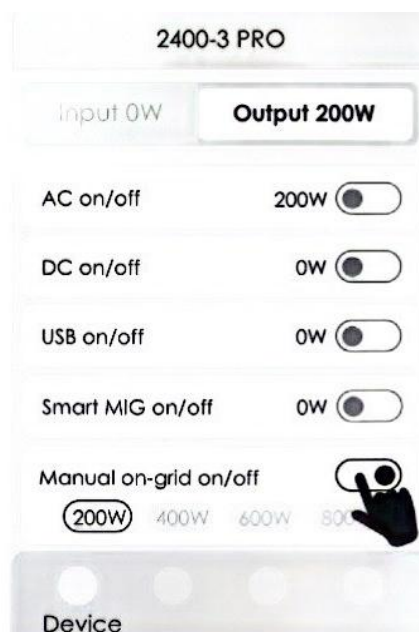 2400-3 PRO
Input 0W Output 200W
AC on/off 200W
DC on/off 0W
USB on/off 0W
Smart MIG on/off 0W
Manual on-grid on/off
200W 400W 600W
Device